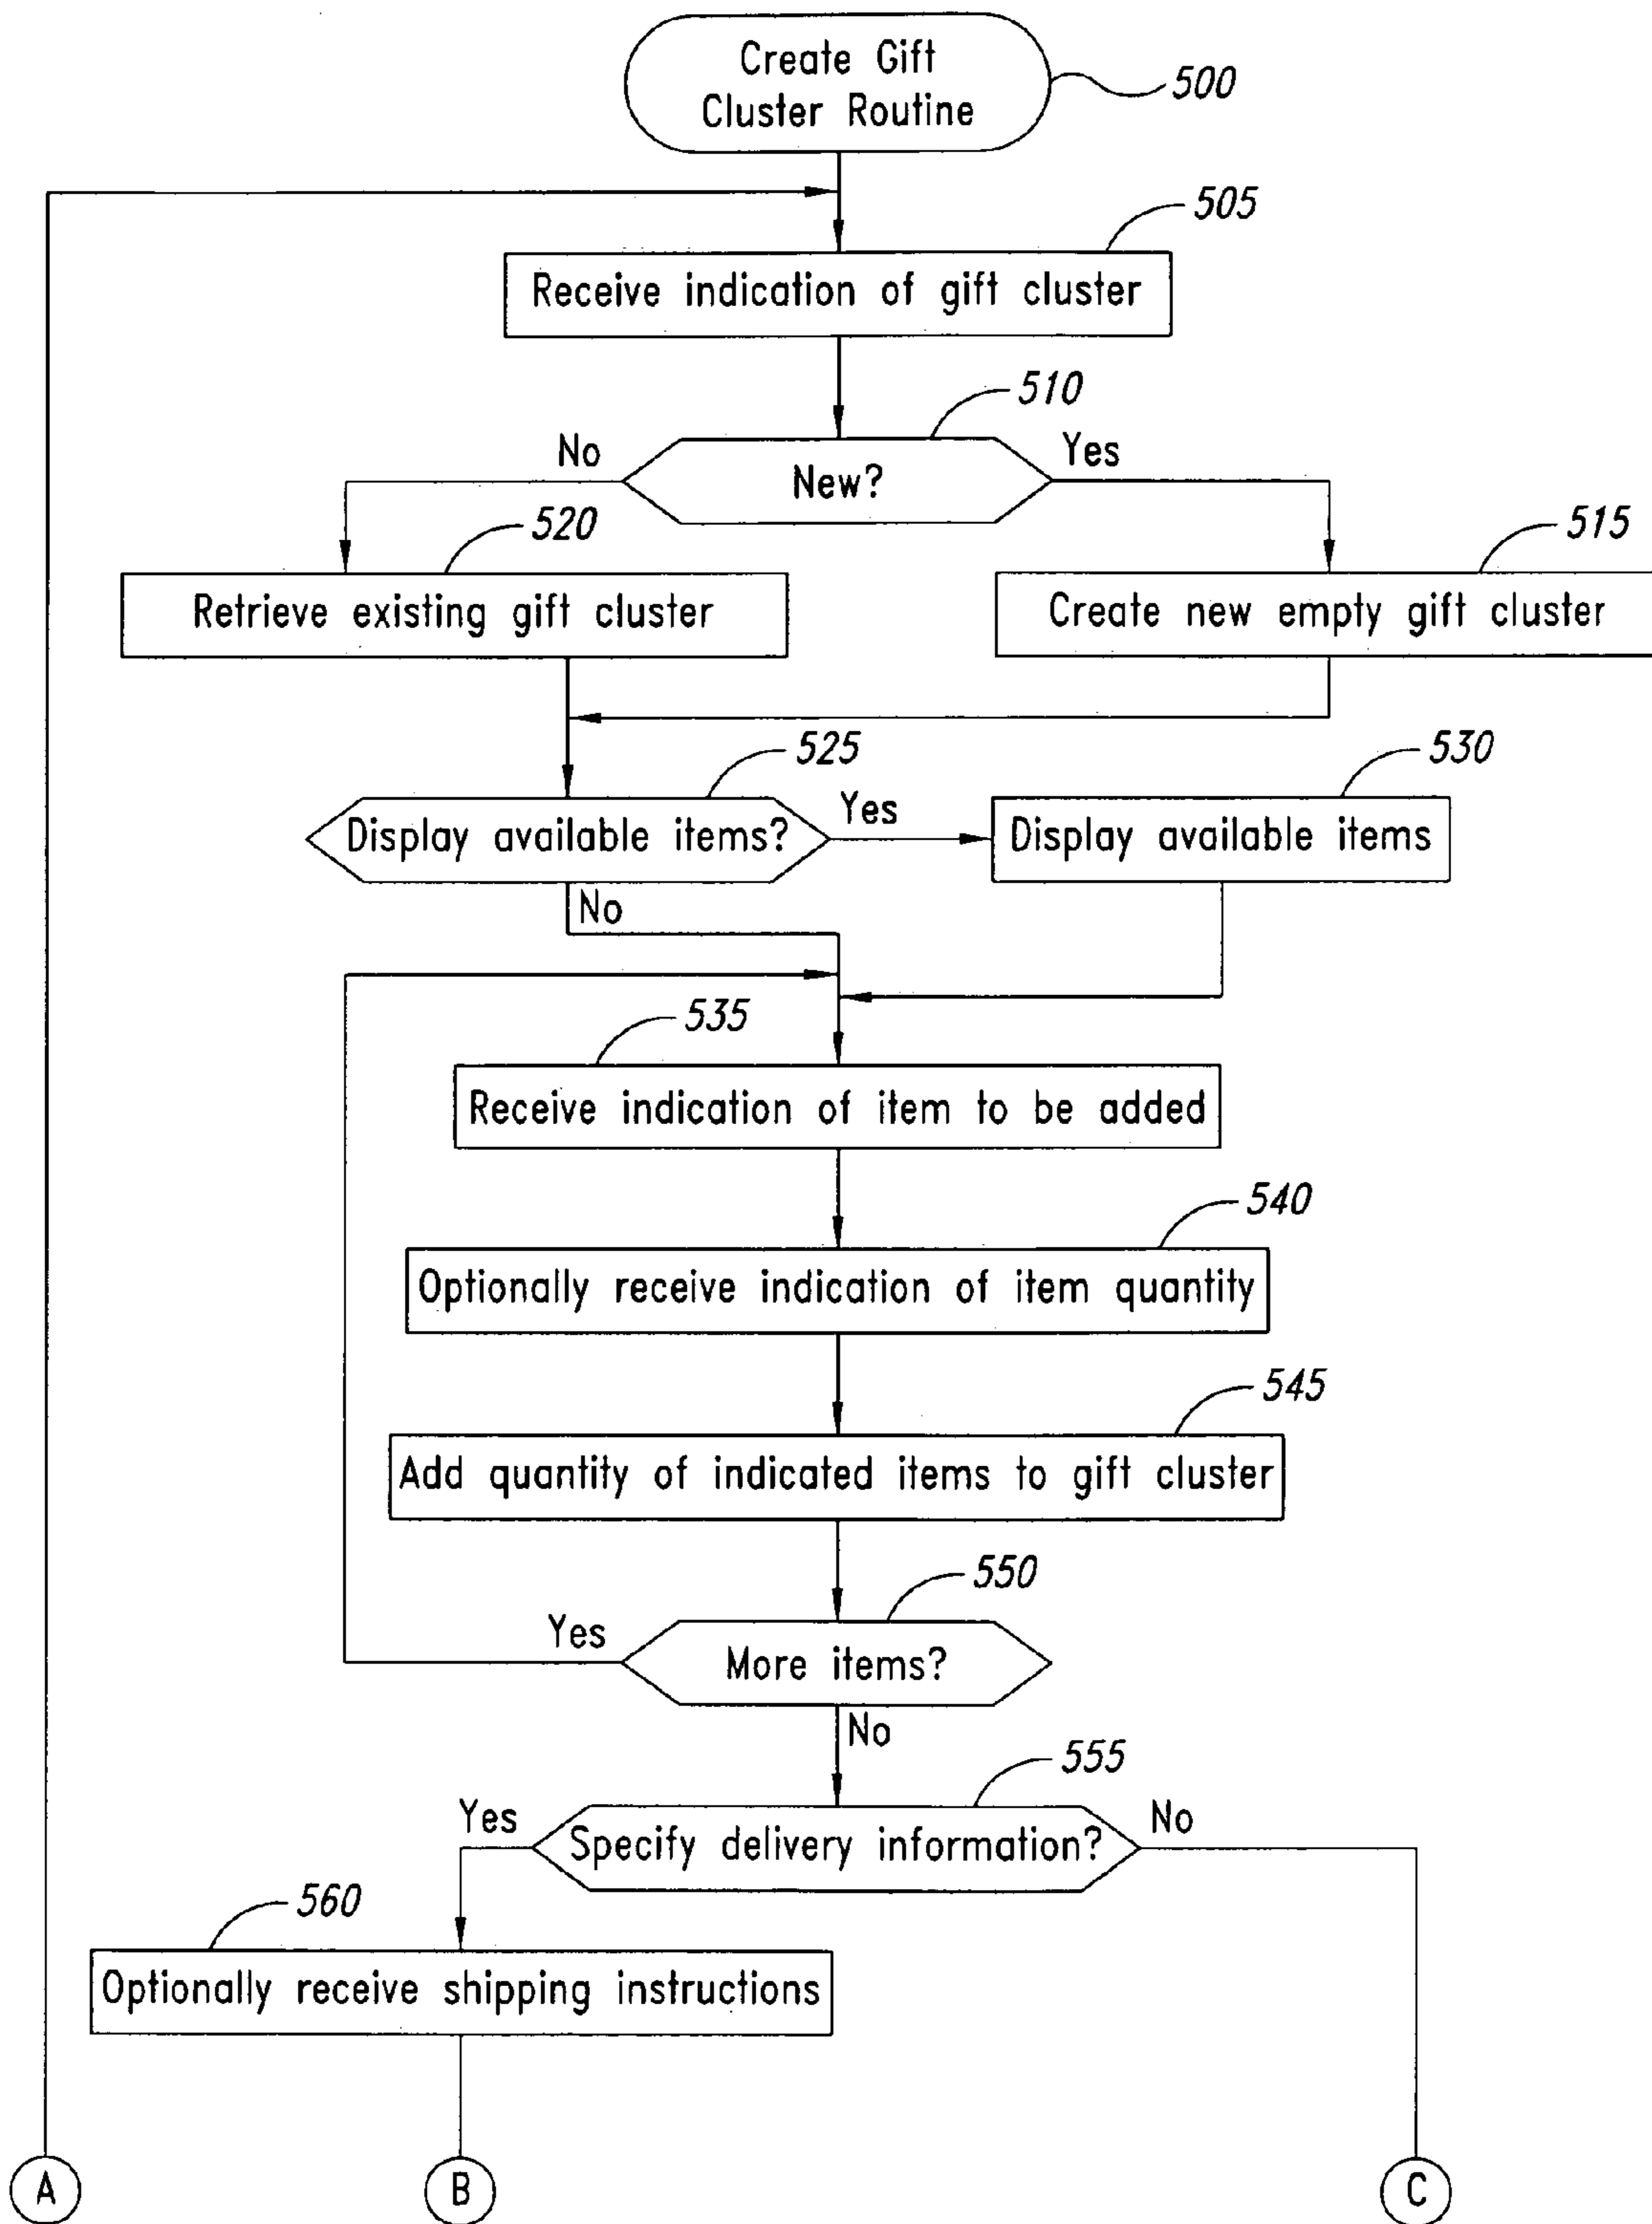 Create Gift
Cluster Routine
500
505
Receive indication of gift cluster
510
No
Yes
New?
520
515
Retrieve existing gift cluster
Create new empty gift cluster
525
530
Display available items?
Yes
Display available items
No
535
Receive indication of item to be added
540
Optionally receive indication of item quantity
545
Add quantity of indicated items to gift cluster
550
Yes
More items?
No
555
Yes
No
Specify delivery information?
560
Optionally receive shipping instructions
A
B
C